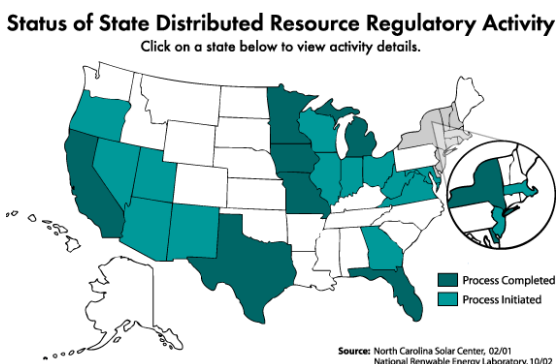 Status of State Distributed Resource Regulatory Activity
Click on a state below to view activity details.
Process Completed
Process Initiated
Source: North Carolina Solar Center, 02/01
National Renwable Energy Laboratory, 10/02